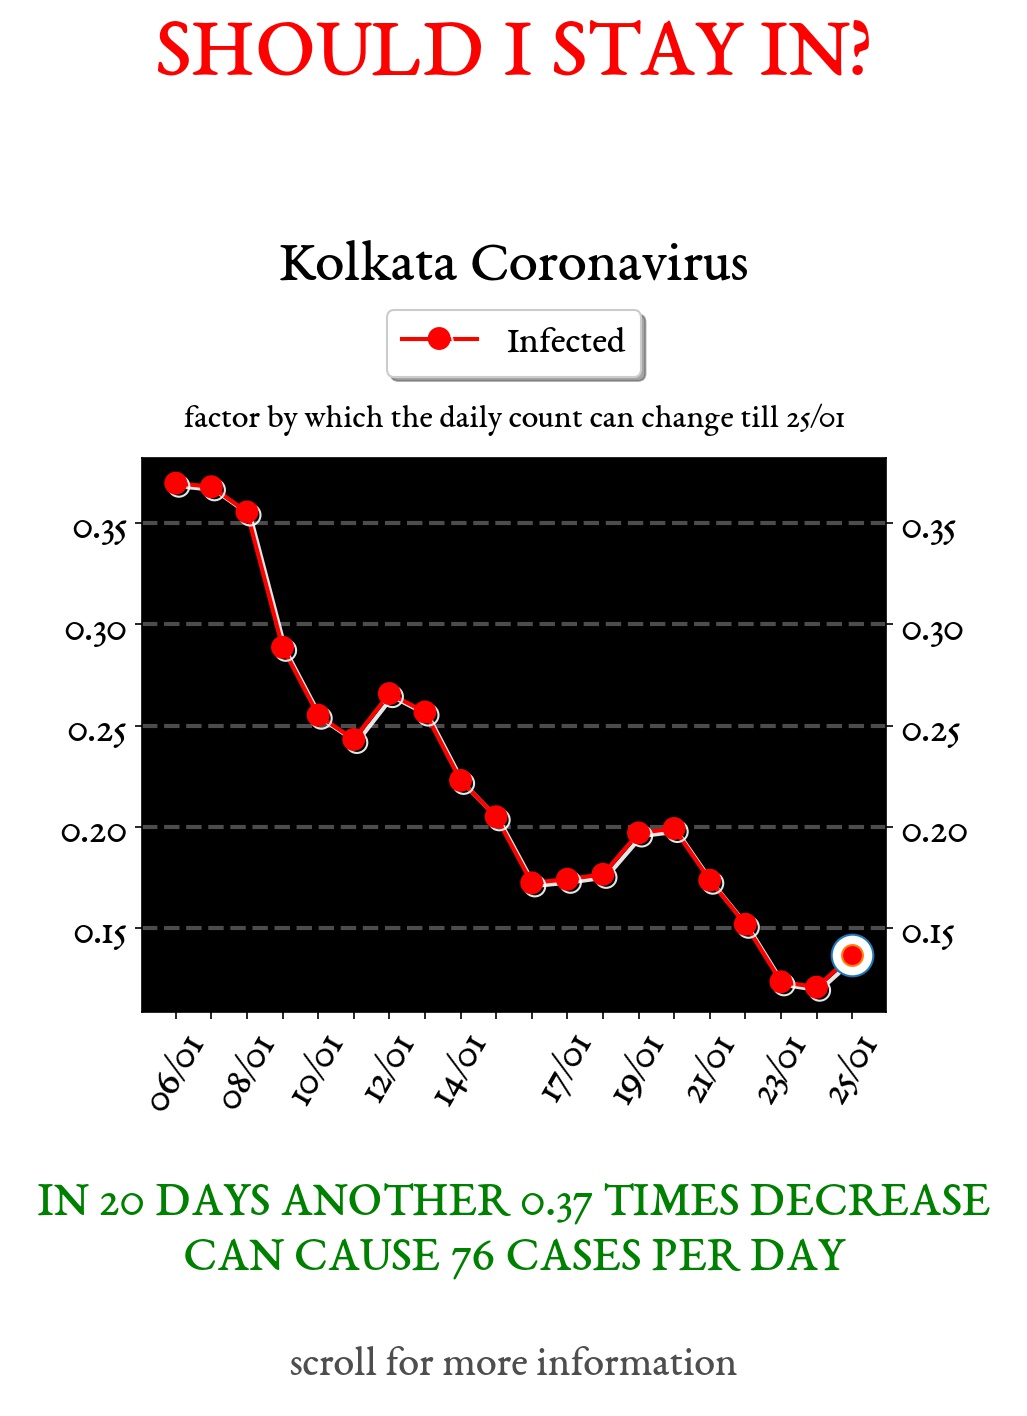 SHOULD I STAY IN?
Kolkata Coronavirus
Infected
factor by which the daily count can change till 25/01
0.35 0.35
0.30 0.30
0.25 0.25
0.20 0.20
0.15 0.15
06/01 08/01 10/01 12/01 14/01 17/01 19/01 21/01 23/01 25/01
IN 20 DAYS ANOTHER 0.37 TIMES DECREASE
CAN CAUSE 76 CASES PER DAY
scroll for more information